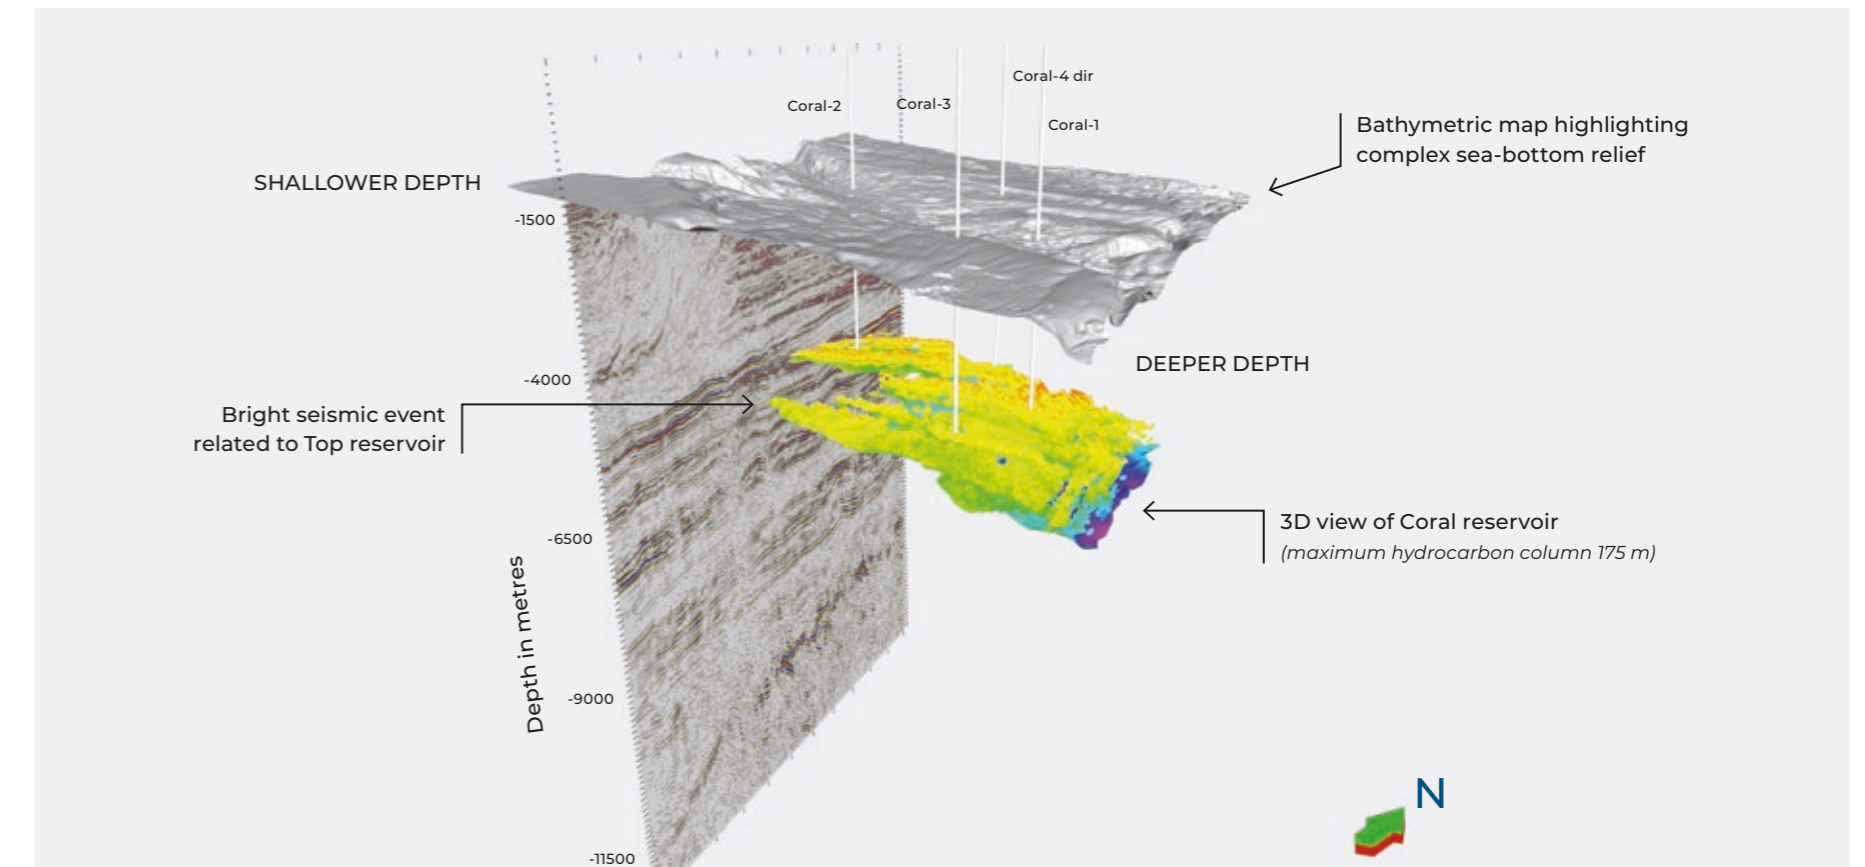 Coral-4 dir
Coral-2
Coral-3
Coral-1
Bathymetric map highlighting
complex sea-bottom relief
SHALLOWER DEPTH
-1500
DEEPER DEPTH
-4000
Bright seismic event
related to Top reservoir
3D view of Coral reservoir
(maximum hydrocarbon column 175 m)
-6500
Depth in metres
-9000
N
-11500